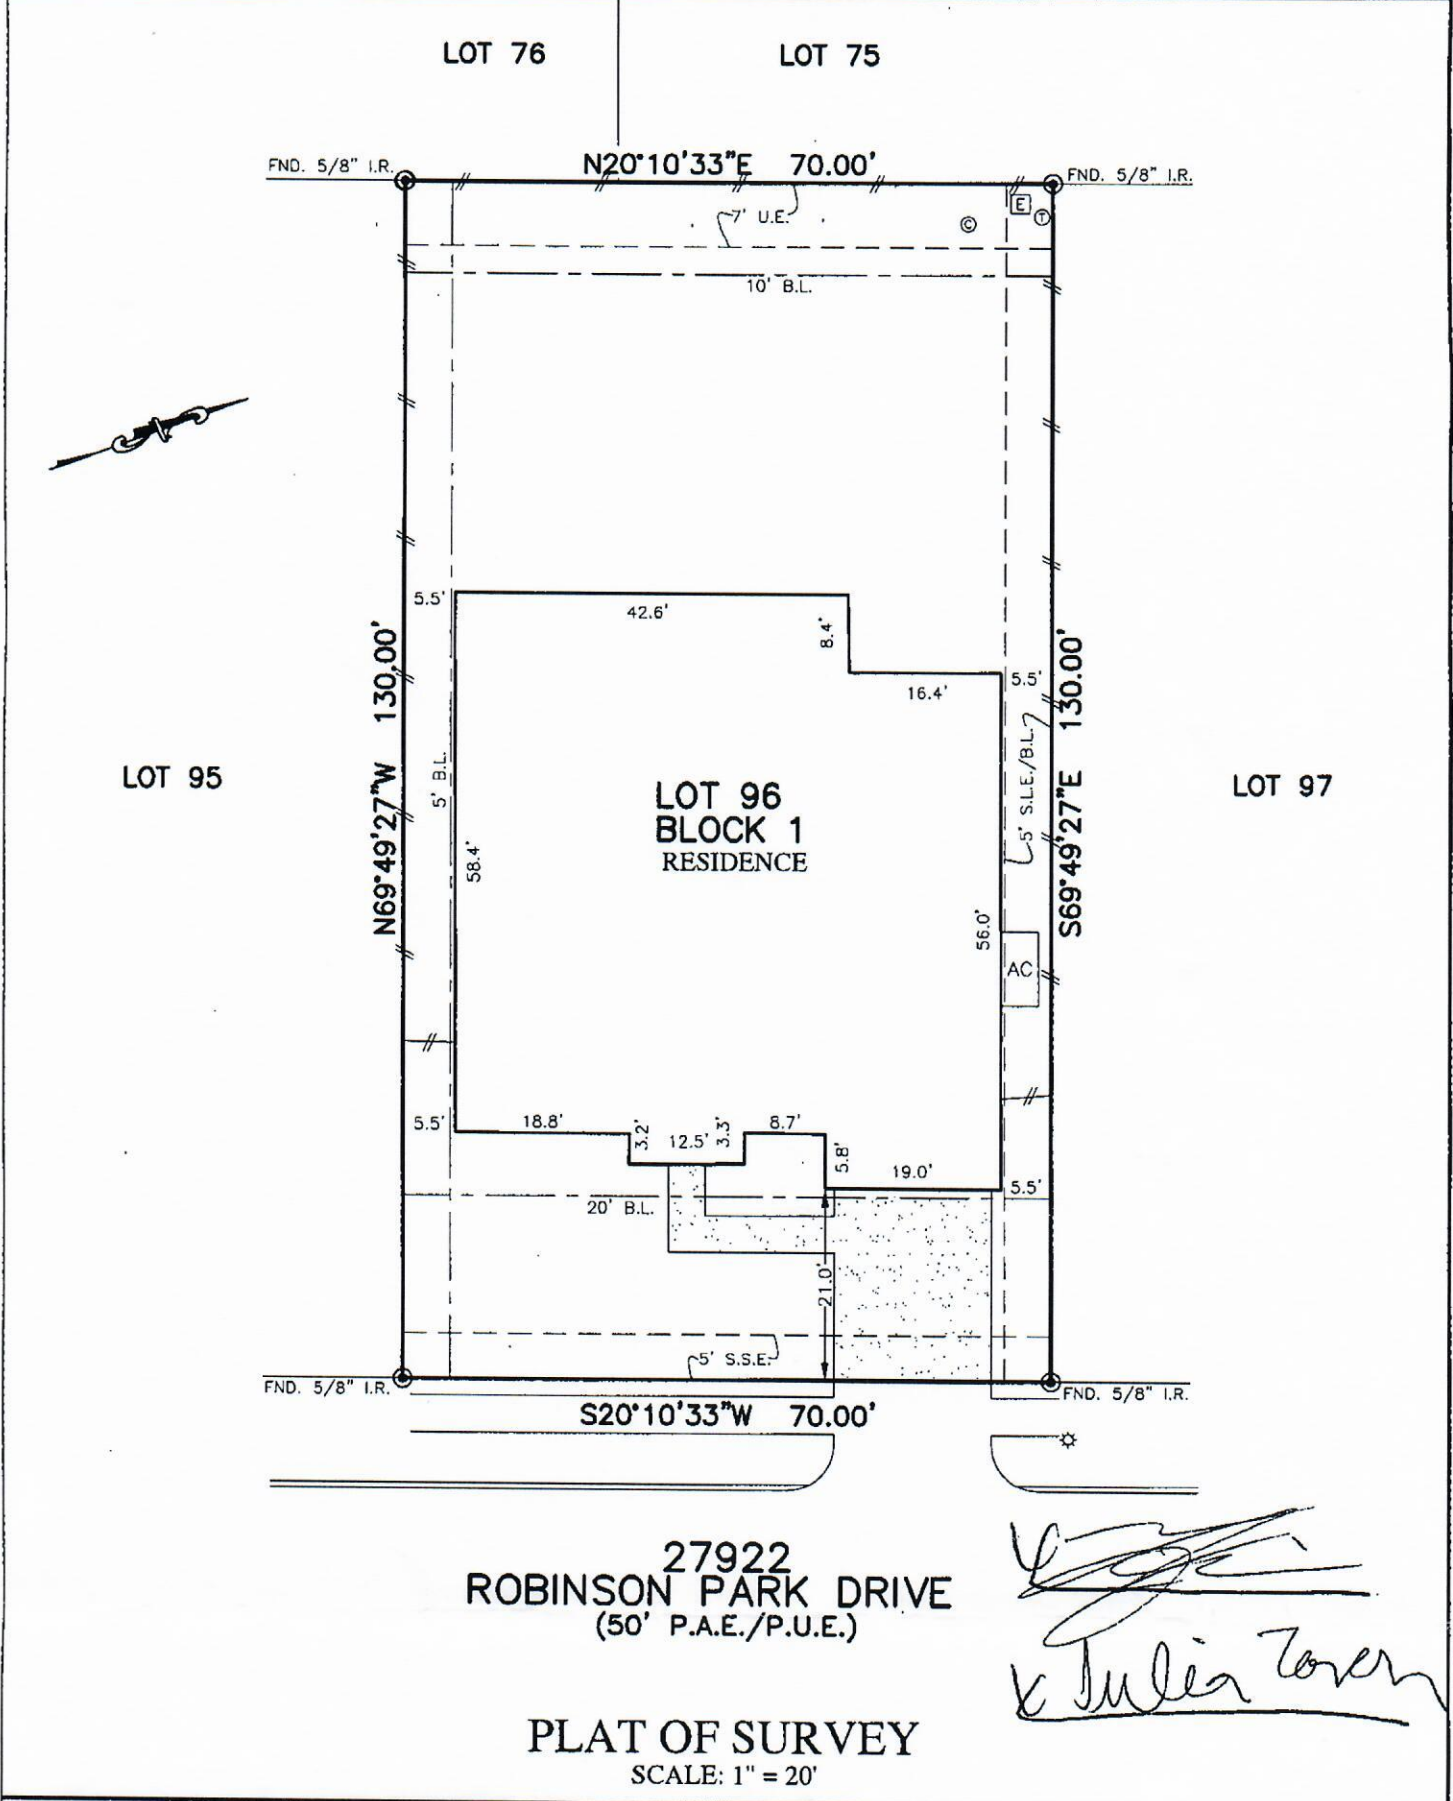 LOT 76
LOT 75
FND. 5/8" I.R.
N20°10'33"E 70.00'
FND. 5/8" I.R.
E
T
7' U.E.
C
10' B.L.
5.5'
42.6'
8.4'
16.4'
5.5'
N69°49'27"W 130.00'
S69°49'27"E 130.00'
5' B.L.
5' S.L.E./B.L.
LOT 95
LOT 97
LOT 96
BLOCK 1
RESIDENCE
58.4'
56.0'
AC
5.5'
18.8'
3.2'
12.5'
3.3'
8.7'
5.8'
19.0'
5.5'
20' B.L.
21.0'
5' S.S.E.
FND. 5/8" I.R.
FND. 5/8" I.R.
S20°10'33"W 70.00'
27922
ROBINSON PARK DRIVE
(50' P.A.E./P.U.E.)
x Julia
PLAT OF SURVEY
SCALE: 1" = 20'